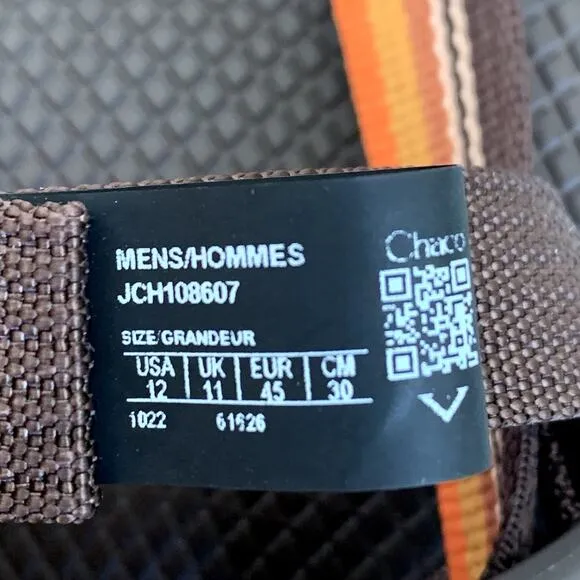 MENS/HOMMES
JCH108607
Chaco
SIZE/GRANDEUR
USA UK EUR CM
12 11 45 30
1022 61626